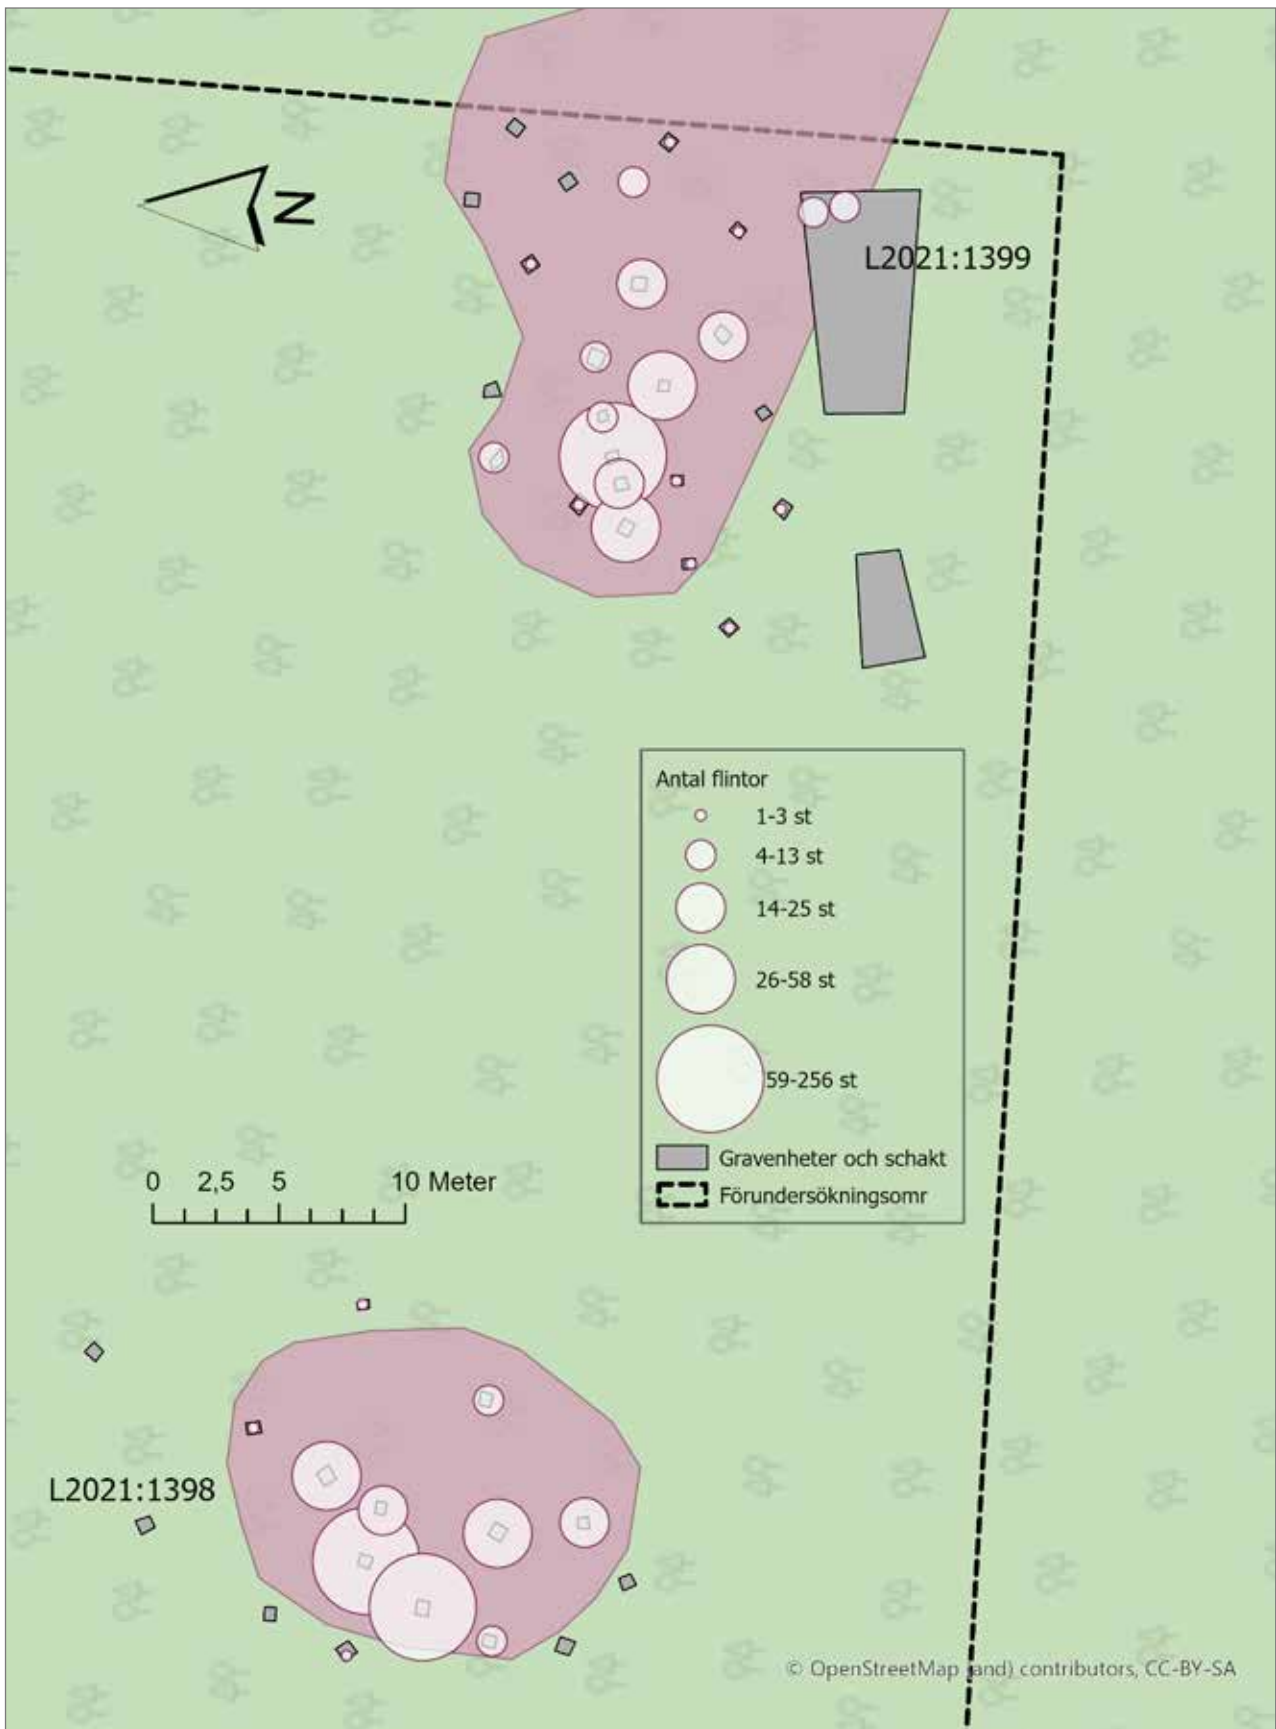 N
L2021:1399
Antal flintor
1-3 st
4-13 st
14-25 st
26-58 st
59-256 st
Gravenheter och schakt
Förundersökningsomr
0 2,5 5 10 Meter
L2021:1398
© OpenStreetMap (and) contributors, CC-BY-SA